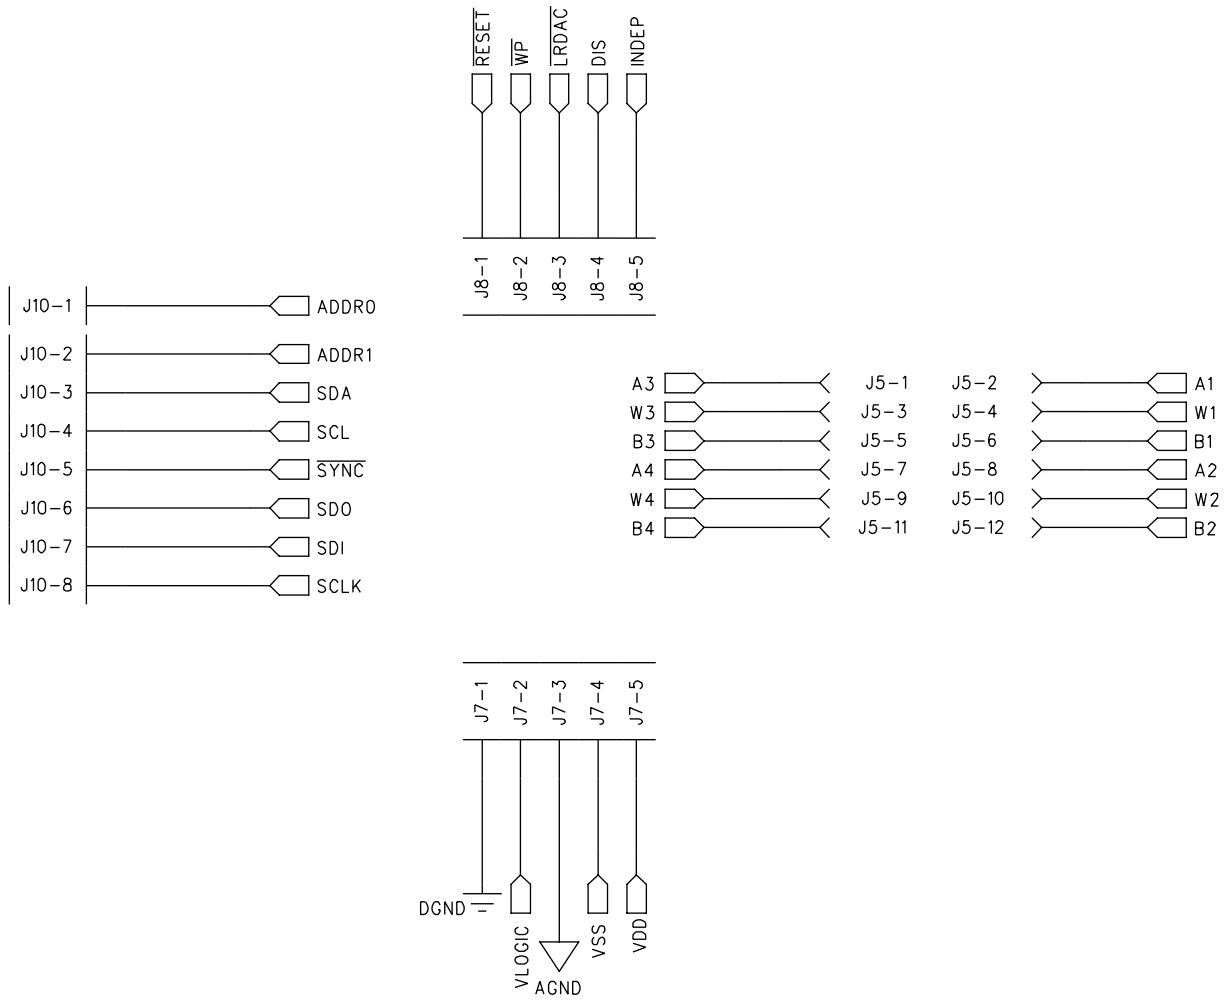 RESET
WP
LRDAC
DIS
INDEP
J8-1
J8-2
J8-3
J8-4
J8-5
J10-1 ADDR0
J10-2 ADDR1
J10-3 SDA
J10-4 SCL
J10-5 SYNC
J10-6 SDO
J10-7 SDI
J10-8 SCLK
A3 J5-1 J5-2 A1
W3 J5-3 J5-4 W1
B3 J5-5 J5-6 B1
A4 J5-7 J5-8 A2
W4 J5-9 J5-10 W2
B4 J5-11 J5-12 B2
J7-1
J7-2
J7-3
J7-4
J7-5
DGND
VLOGIC
AGND
VSS
VDD